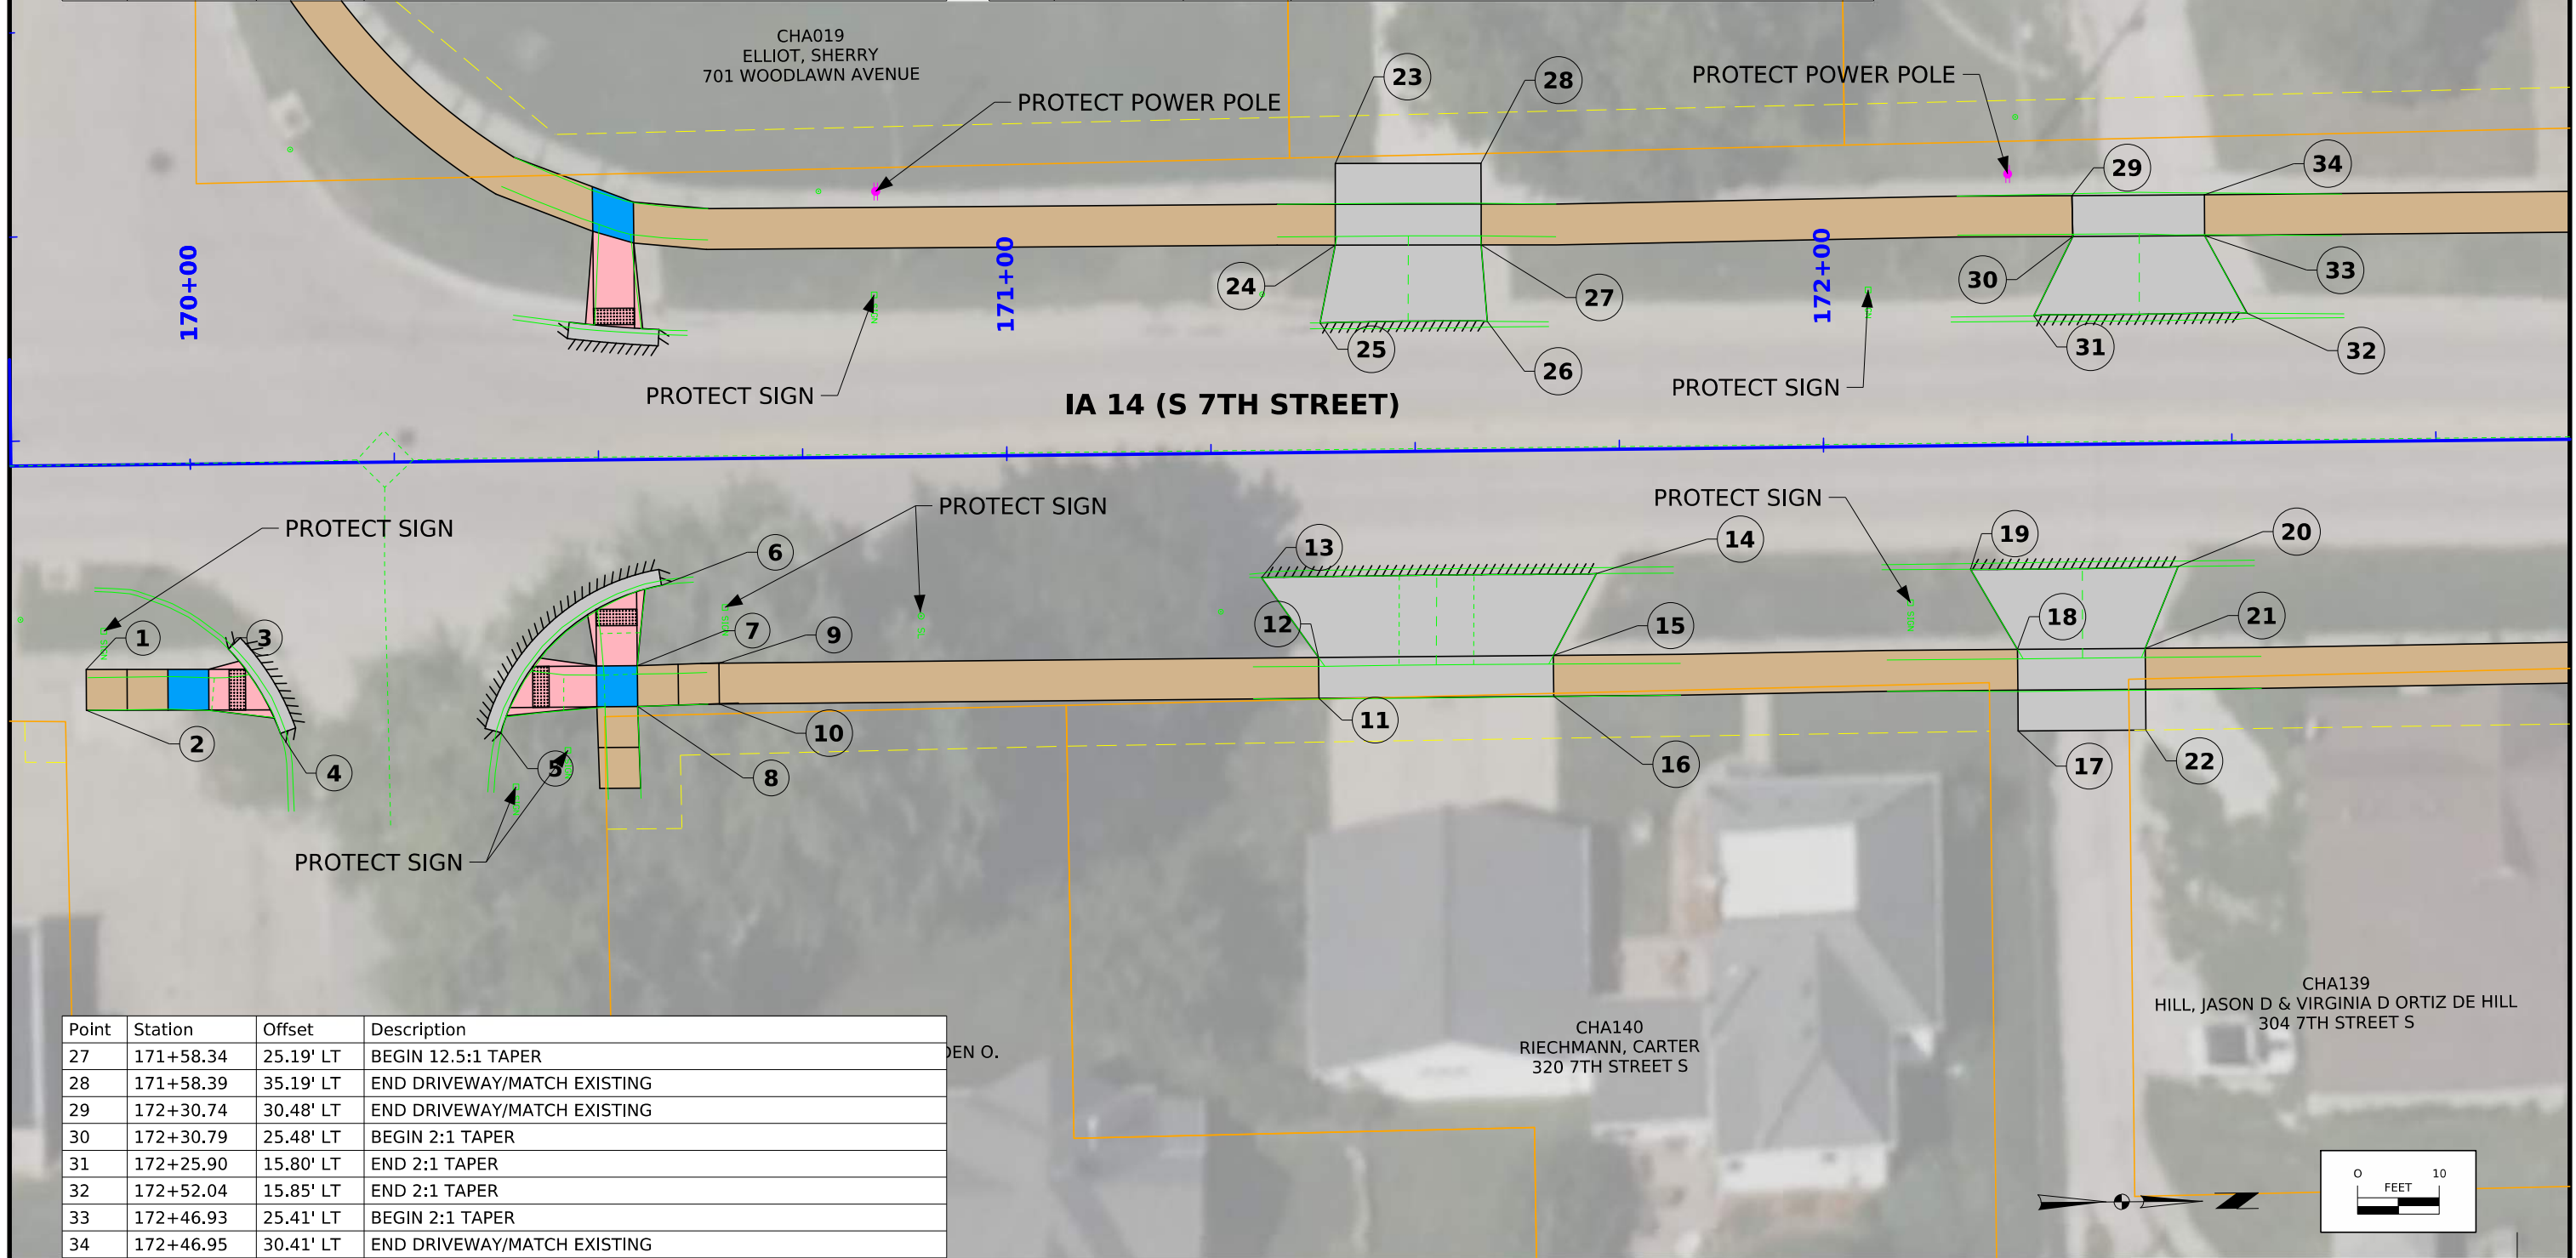 CHA019
ELLIOT, SHERRY
701 WOODLAWN AVENUE
PROTECT POWER POLE
23
28
PROTECT POWER POLE
29
34
170+00
171+00
172+00
24
27
30
33
25
26
31
32
PROTECT SIGN
PROTECT SIGN
IA 14 (S 7TH STREET)
PROTECT SIGN
PROTECT SIGN
PROTECT SIGN
6
13
14
19
20
1
3
7
9
12
15
18
21
2
4
5
8
10
11
16
17
22
PROTECT SIGN
CHA139
HILL, JASON D & VIRGINIA D ORTIZ DE HILL
304 7TH STREET S
CHA140
RIECHMANN, CARTER
320 7TH STREET S
DEN O.
Point Station Offset Description
27 171+58.34 25.19' LT BEGIN 12.5:1 TAPER
28 171+58.39 35.19' LT END DRIVEWAY/MATCH EXISTING
29 172+30.74 30.48' LT END DRIVEWAY/MATCH EXISTING
30 172+30.79 25.48' LT BEGIN 2:1 TAPER
31 172+25.90 15.80' LT END 2:1 TAPER
32 172+52.04 15.85' LT END 2:1 TAPER
33 172+46.93 25.41' LT BEGIN 2:1 TAPER
34 172+46.95 30.41' LT END DRIVEWAY/MATCH EXISTING
0 10
FEET